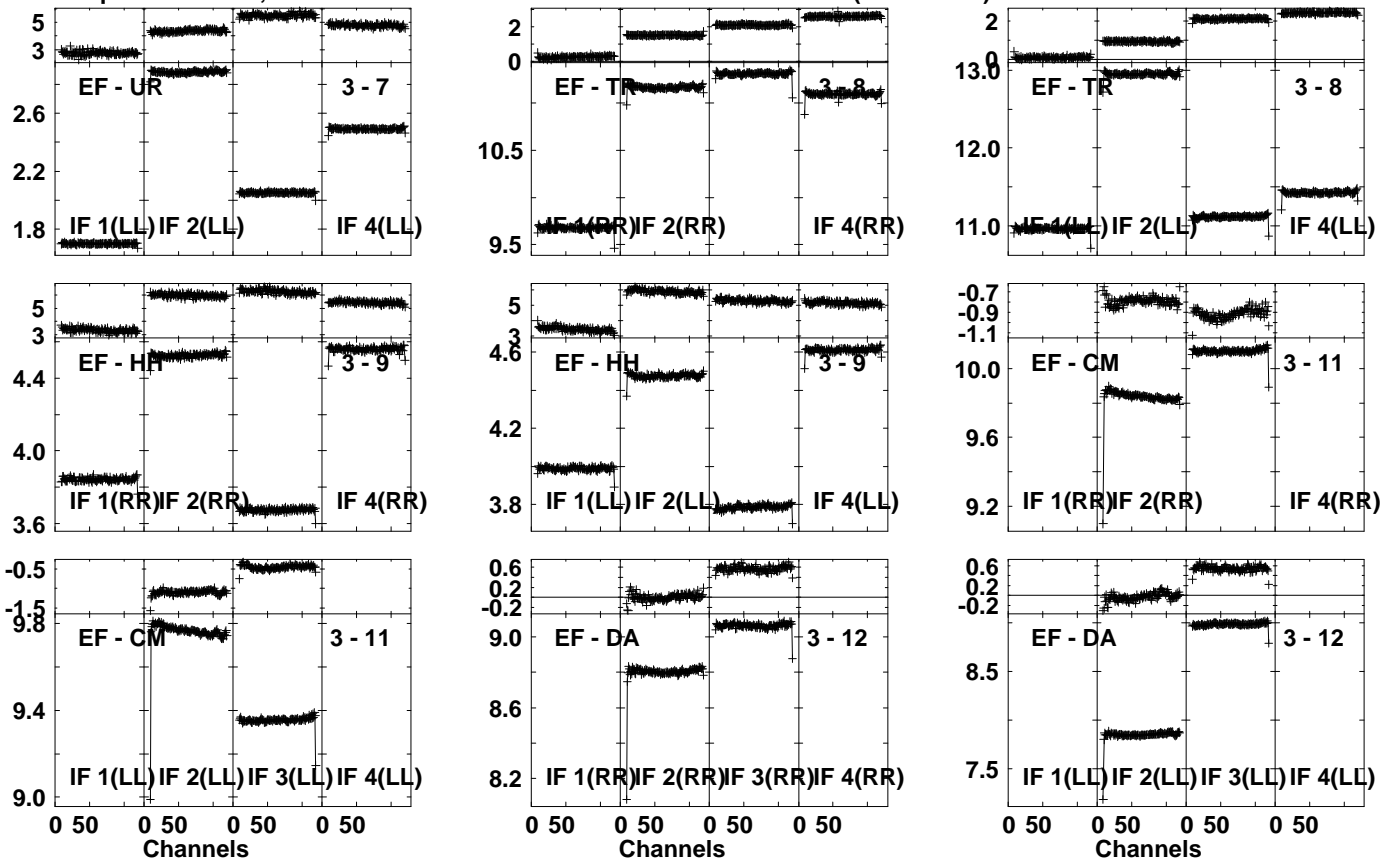 5 3 2 0 2 0
EF - UR 3 - 7 EF - TR 3 - 8 13.0 EF - TR 3 - 8
2.6 10.5 12.0
2.2
1.8 IF 1(LL) IF 2(LL) IF 4(LL) 9.5 IF 1(RR) IF 2(RR) IF 4(RR) 11.0 IF 1(LL) IF 2(LL) IF 4(LL)
5 3 5 3 -0.7 -0.9 -1.1
EF - HH 3 - 9 4.6 EF - HH 3 - 9 EF - CM 3 - 11
4.4 4.2 10.0
4.0 9.6
3.6 IF 1(RR) IF 2(RR) IF 4(RR) 3.8 IF 1(LL) IF 2(LL) IF 4(LL) 9.2 IF 1(RR) IF 2(RR) IF 4(RR)
-0.5 -1.5 0.6 0.2 -0.2 0.6 0.2 -0.2
9.8 EF - CM 3 - 11 9.0 EF - DA 3 - 12 EF - DA 3 - 12
9.4 8.6 8.5
9.0 IF 1(LL) IF 2(LL) IF 3(LL) IF 4(LL) 8.2 IF 1(RR) IF 2(RR) IF 3(RR) IF 4(RR) 7.5 IF 1(LL) IF 2(LL) IF 3(LL) IF 4(LL)
0 50 0 50 0 50 0 50 0 50 0 50 0 50 0 50 0 50 0 50 0 50 0 50
Channels Channels Channels